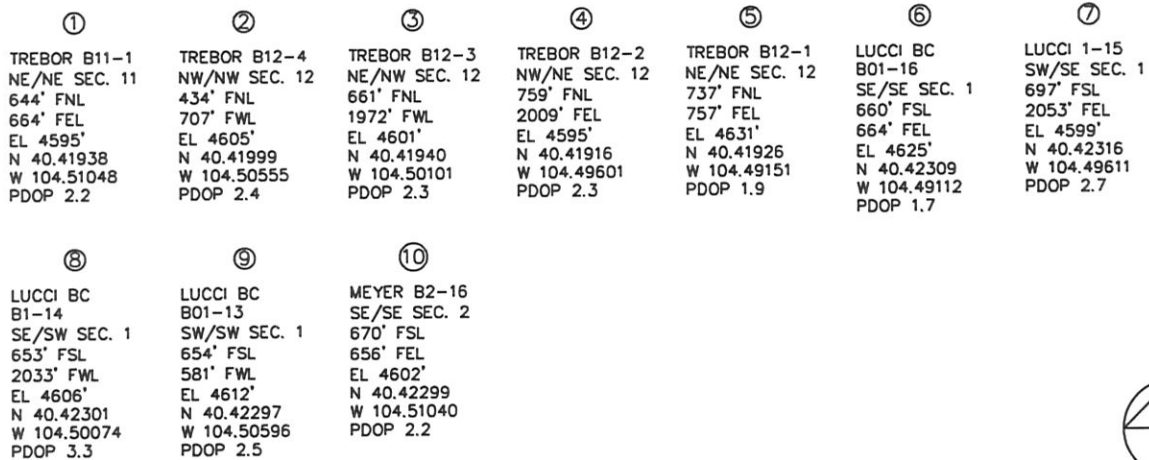 ①
TREBOR B11-1
NE/NE SEC. 11
644' FNL
664' FEL
EL 4595'
N 40.41938
W 104.51048
PDOP 2.2
②
TREBOR B12-4
NW/NW SEC. 12
434' FNL
707' FWL
EL 4605'
N 40.41999
W 104.50555
PDOP 2.4
③
TREBOR B12-3
NE/NW SEC. 12
661' FNL
1972' FWL
EL 4601'
N 40.41940
W 104.50101
PDOP 2.3
④
TREBOR B12-2
NW/NE SEC. 12
759' FNL
2009' FEL
EL 4595'
N 40.41916
W 104.49601
PDOP 2.3
⑤
TREBOR B12-1
NE/NE SEC. 12
737' FNL
757' FEL
EL 4631'
N 40.41926
W 104.49151
PDOP 1.9
⑥
LUCCI BC
B01-16
SE/SE SEC. 1
660' FSL
664' FEL
EL 4625'
N 40.42309
W 104.49112
PDOP 1.7
⑦
LUCCI 1-15
SW/SE SEC. 1
697' FSL
2053' FEL
EL 4599'
N 40.42316
W 104.49611
PDOP 2.7
⑧
LUCCI BC
B1-14
SE/SW SEC. 1
653' FSL
2033' FWL
EL 4606'
N 40.42301
W 104.50074
PDOP 3.3
⑨
LUCCI BC
B01-13
SW/SW SEC. 1
654' FSL
581' FWL
EL 4612'
N 40.42297
W 104.50596
PDOP 2.5
⑩
MEYER B2-16
SE/SE SEC. 2
670' FSL
656' FEL
EL 4602'
N 40.42299
W 104.51040
PDOP 2.2